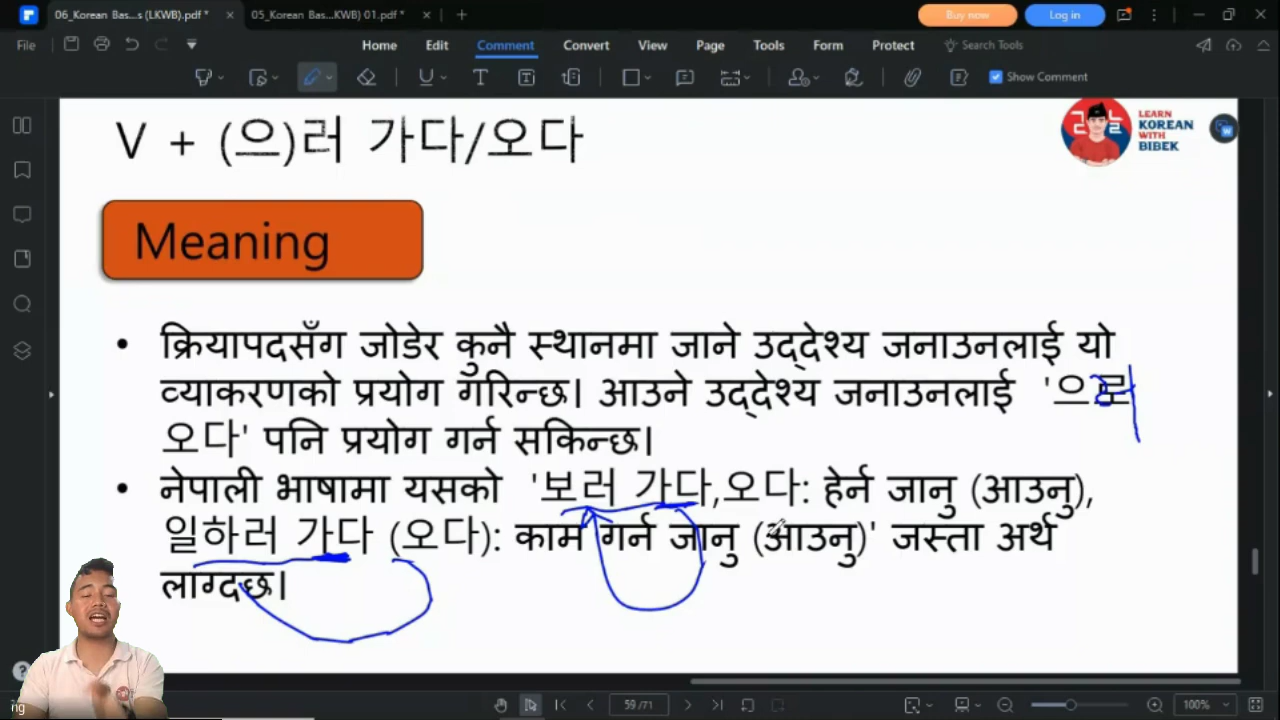 06_Korean Bas...s (LKWB).pdf *
05_Korean Bas...KWB) 01.pdf *
Buy now
Log in
File
Home
Edit
Comment
Convert
View
Page
Tools
Form
Protect
Search Tools
Show Comment
V + (으)러 가다/오다
LEARN
KOREAN
WITH
BIBEK
Meaning
• क्रियापदसँग जोडेर कुनै स्थानमा जाने उद्देश्य जनाउनलाई यो
व्याकरणको प्रयोग गरिन्छ। आउने उद्देश्य जनाउनलाई '으로
오다' पनि प्रयोग गर्न सकिन्छ।
• नेपाली भाषामा यसको '보러 가다,오다: हेर्न जानु (आउनु),
일하러 가다 (오다): काम गर्न जानु (आउनु)' जस्ता अर्थ
लाग्दछ।
59 /71
100%